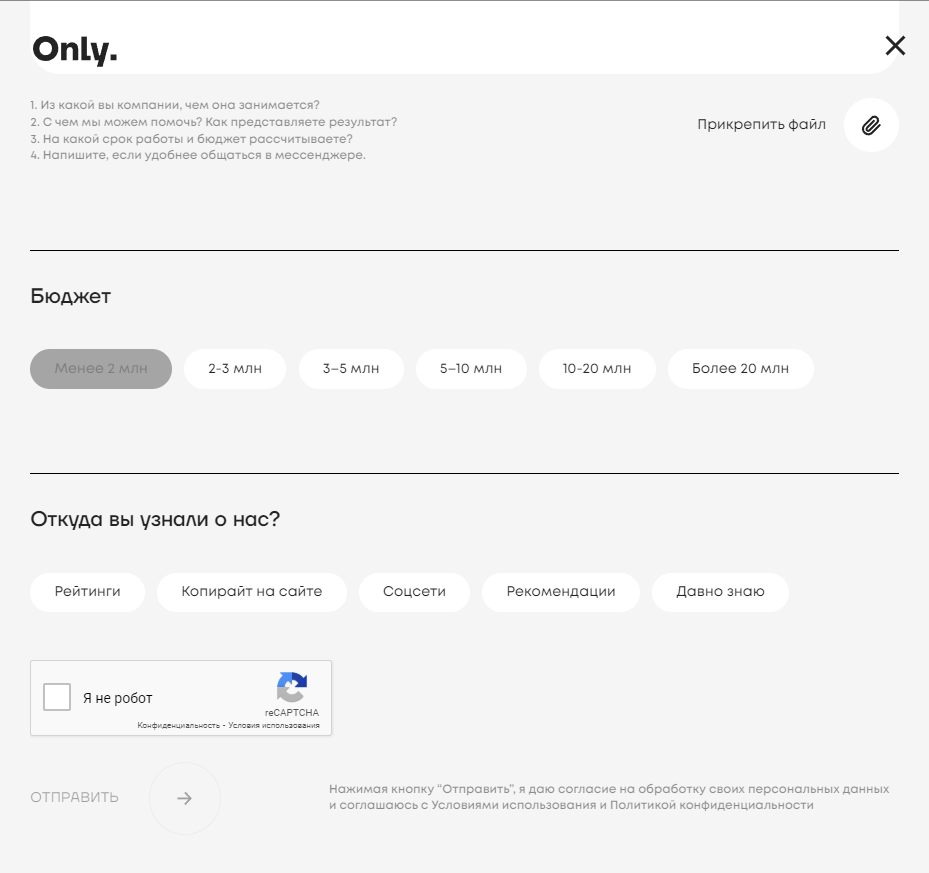 Only.
1. Из какой вы компании, чем она занимается?
2. С чем мы можем помочь? Как представляете результат?
3. На какой срок работы и бюджет рассчитываете?
4. Напишите, если удобнее общаться в мессенджере.
Прикрепить файл
Бюджет
Менее 2 млн
2-3 млн
3–5 млн
5–10 млн
10-20 млн
Более 20 млн
Откуда вы узнали о нас?
Рейтинги
Копирайт на сайте
Соцсети
Рекомендации
Давно знаю
Я не робот
reCAPTCHA
Конфиденциальность - Условия использования
ОТПРАВИТЬ
Нажимая кнопку “Отправить”, я даю согласие на обработку своих персональных данных
и соглашаюсь с Условиями использования и Политикой конфиденциальности